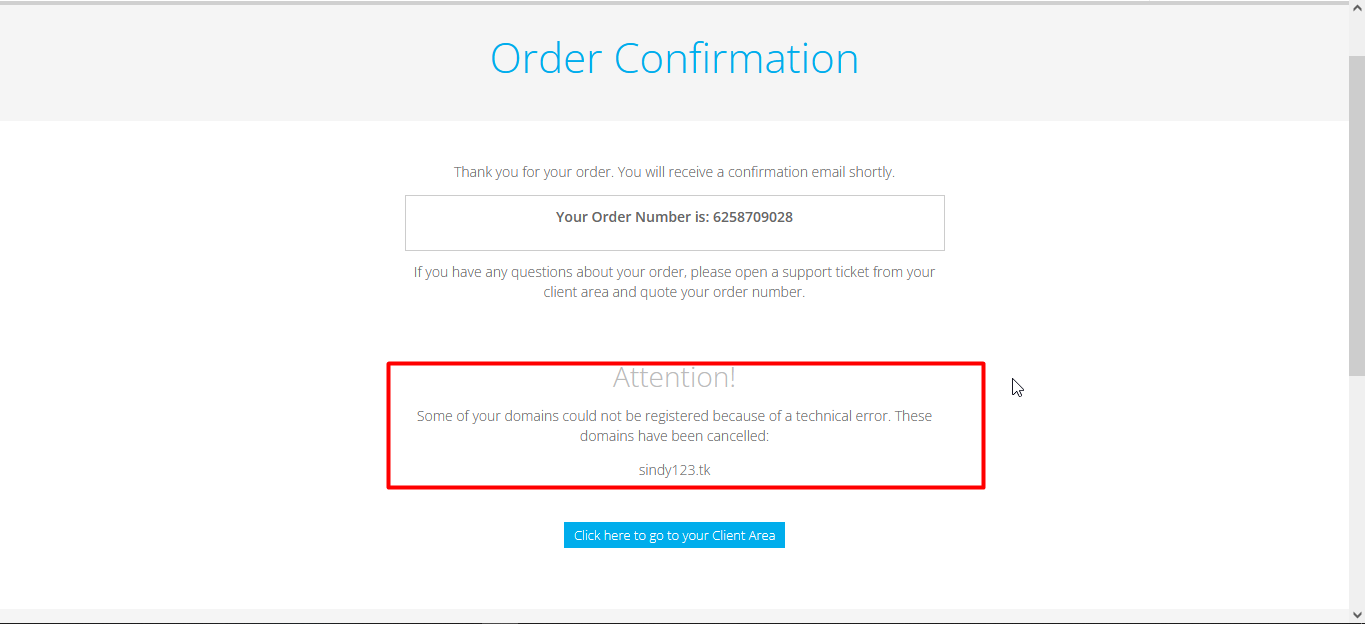 Order Confirmation
Thank you for your order. You will receive a confirmation email shortly.
Your Order Number is: 6258709028
If you have any questions about your order, please open a support ticket from your
client area and quote your order number.
Attention!
Some of your domains could not be registered because of a technical error. These
domains have been cancelled:
sindy123.tk
Click here to go to your Client Area